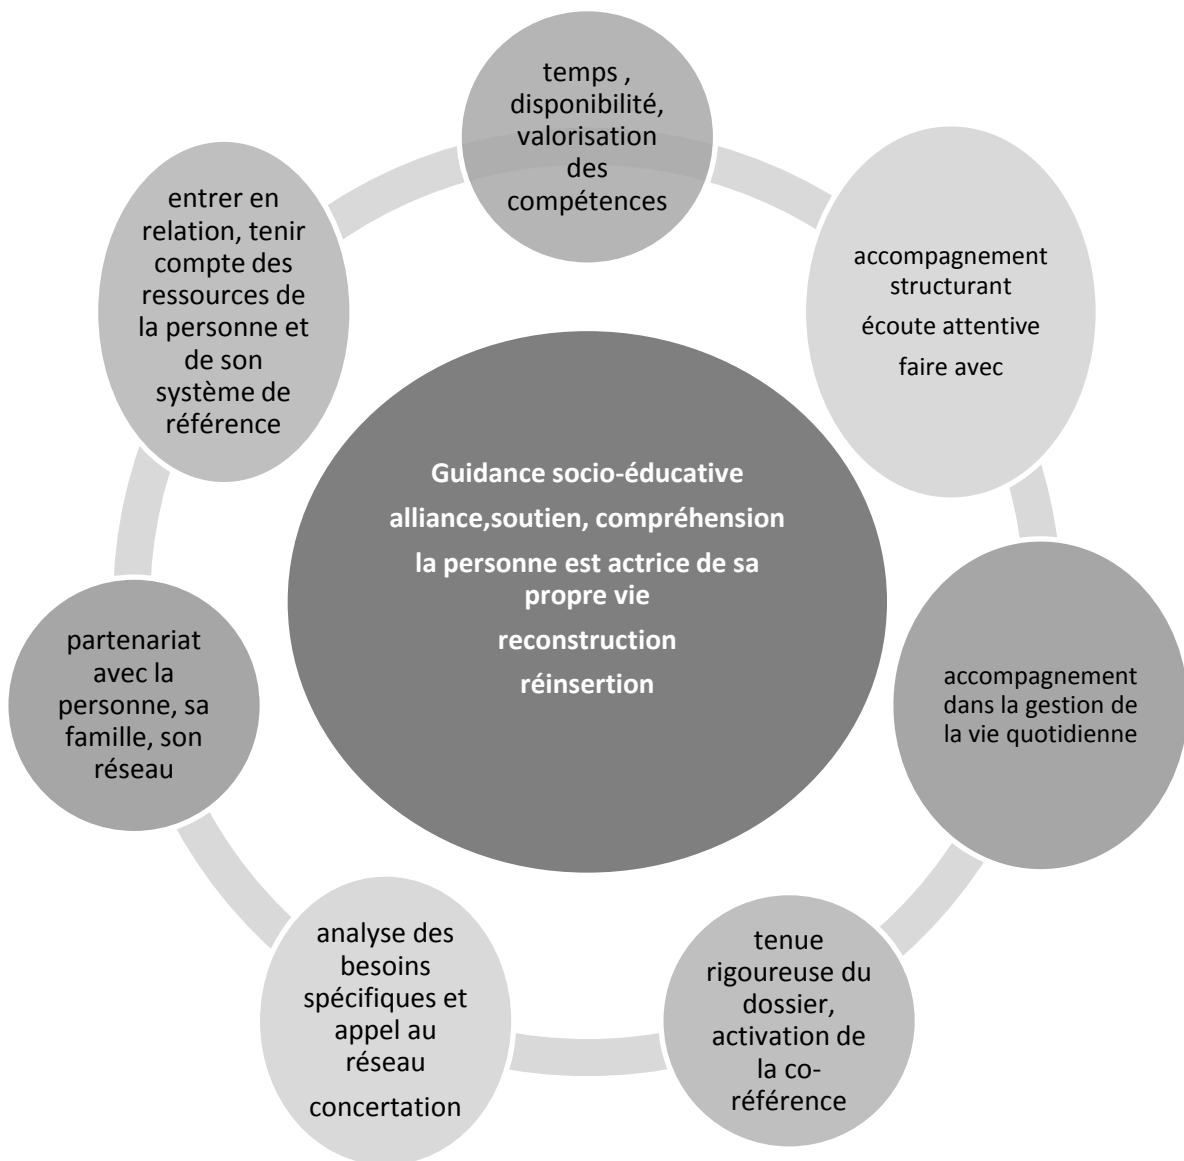 temps ,
disponibilité,
valorisation
des
compétences
accompagnement
structurant
écoute attentive
faire avec
accompagnement
dans la gestion de
la vie quotidienne
tenue
rigoureuse du
dossier,
activation de
la co-
référence
analyse des
besoins
spécifiques et
appel au
réseau
concertation
partenariat
avec la
personne, sa
famille, son
réseau
entrer en
relation, tenir
compte des
ressources de
la personne et
de son
système de
référence
Guidance socio-éducative
alliance,soutien, compréhension
la personne est actrice de sa
propre vie
reconstruction
réinsertion